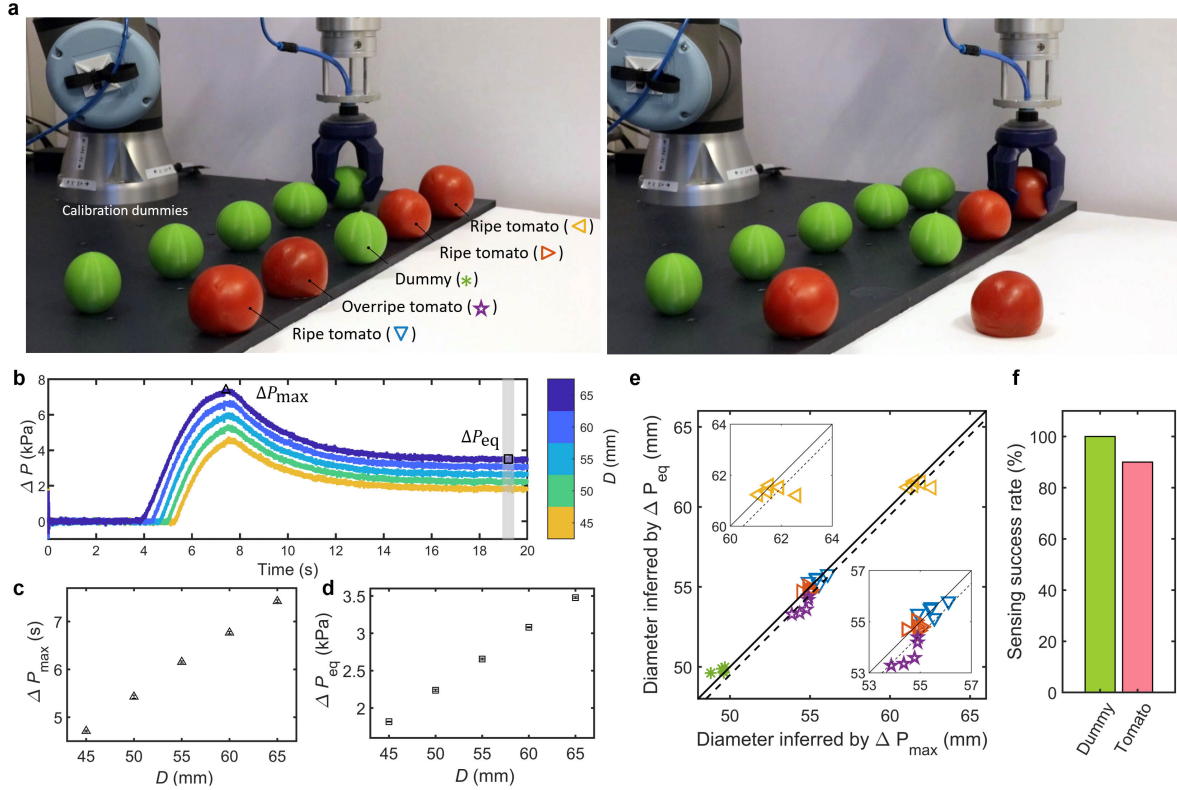 a
Calibration dummies
Ripe tomato (◁)
Ripe tomato (▷)
Dummy (✳)
Overripe tomato (☆)
Ripe tomato (▽)
b
Δ P (kPa)
8
6
4
2
0
ΔPmax
ΔPeq
0 2 4 6 8 10 12 14 16 18 20
Time (s)
65
60
55
50
45
D (mm)
c
Δ Pmax (s)
7
6
5
45 50 55 60 65
D (mm)
d
Δ Peq (kPa)
3.5
3
2.5
2
45 50 55 60 65
D (mm)
e
Diameter inferred by Δ Peq (mm)
65
60
55
50
64
62
60
60 62 64
57
55
53
53 55 57
50 55 60 65
Diameter inferred by Δ Pmax (mm)
f
Sensing success rate (%)
100
80
60
40
20
0
Dummy
Tomato